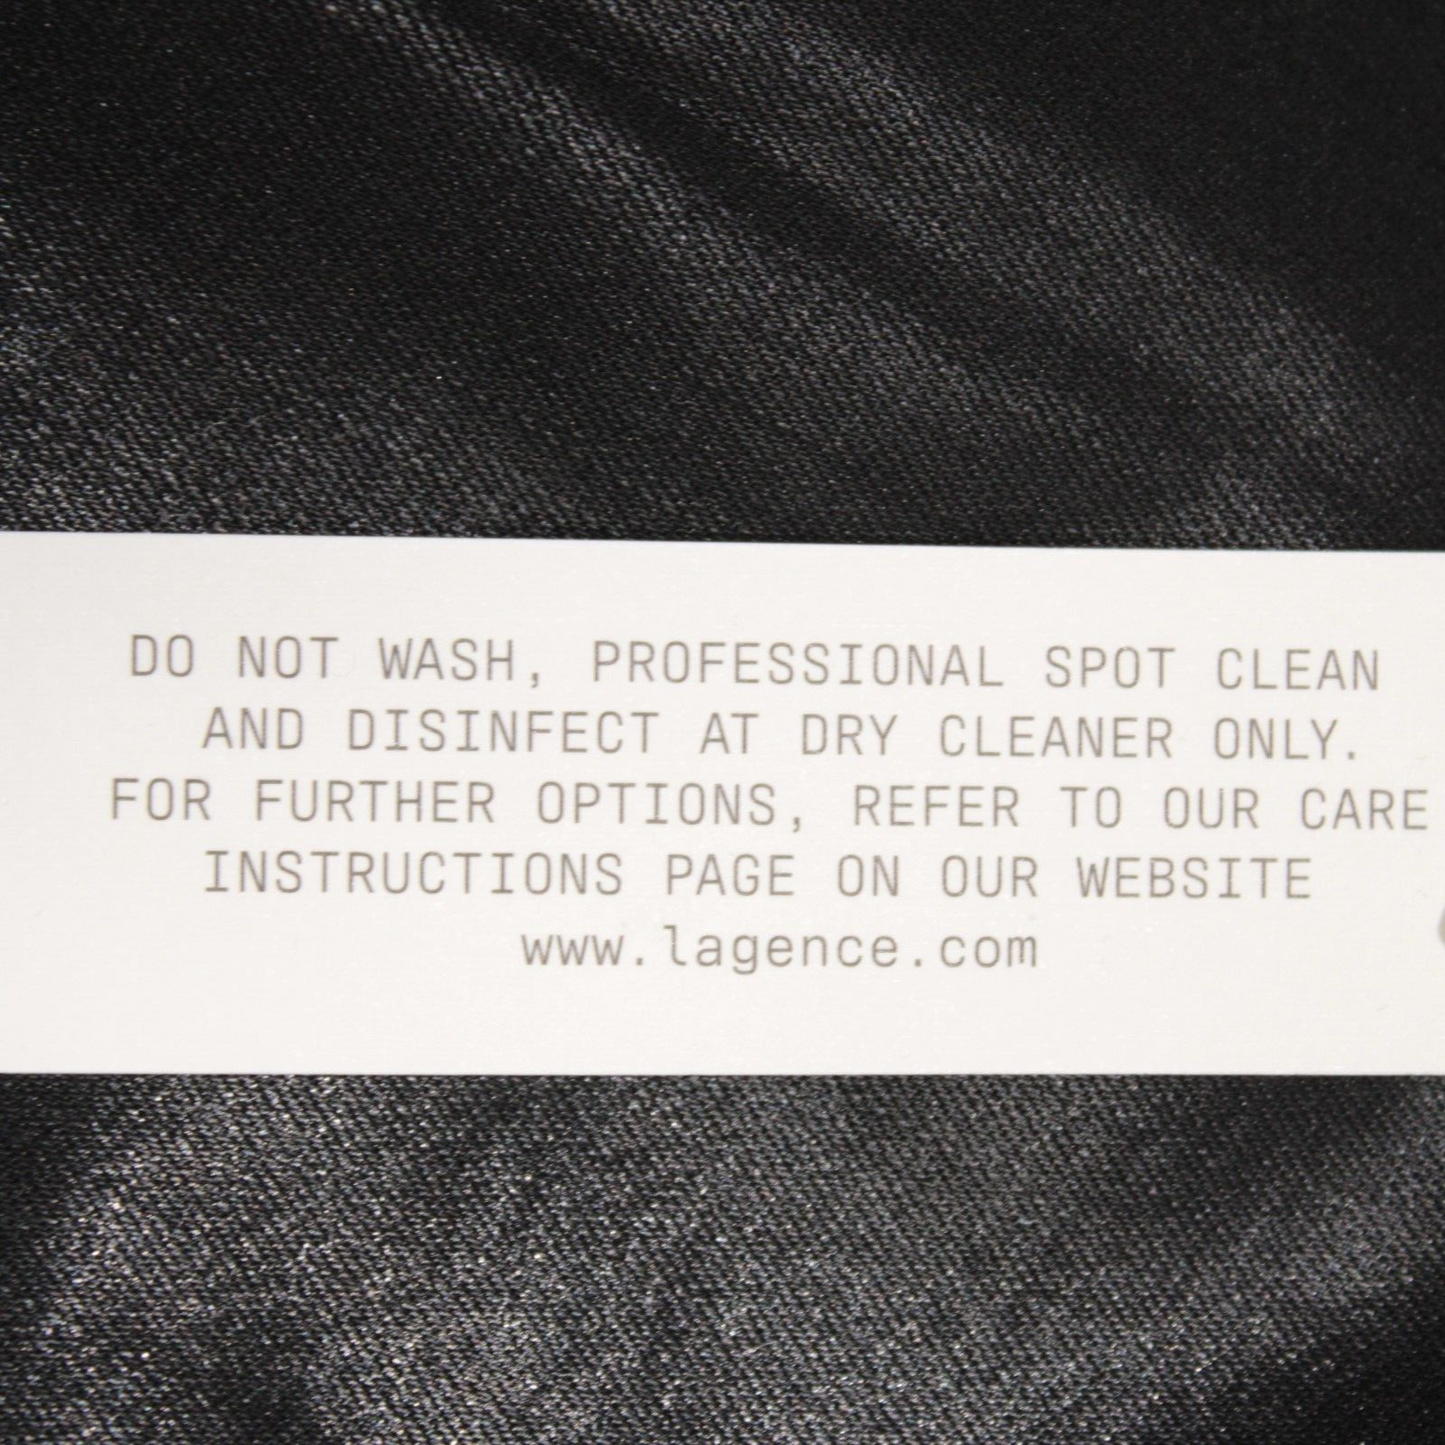 DO NOT WASH, PROFESSIONAL SPOT CLEAN
AND DISINFECT AT DRY CLEANER ONLY.
FOR FURTHER OPTIONS, REFER TO OUR CARE
INSTRUCTIONS PAGE ON OUR WEBSITE
www.lagence.com